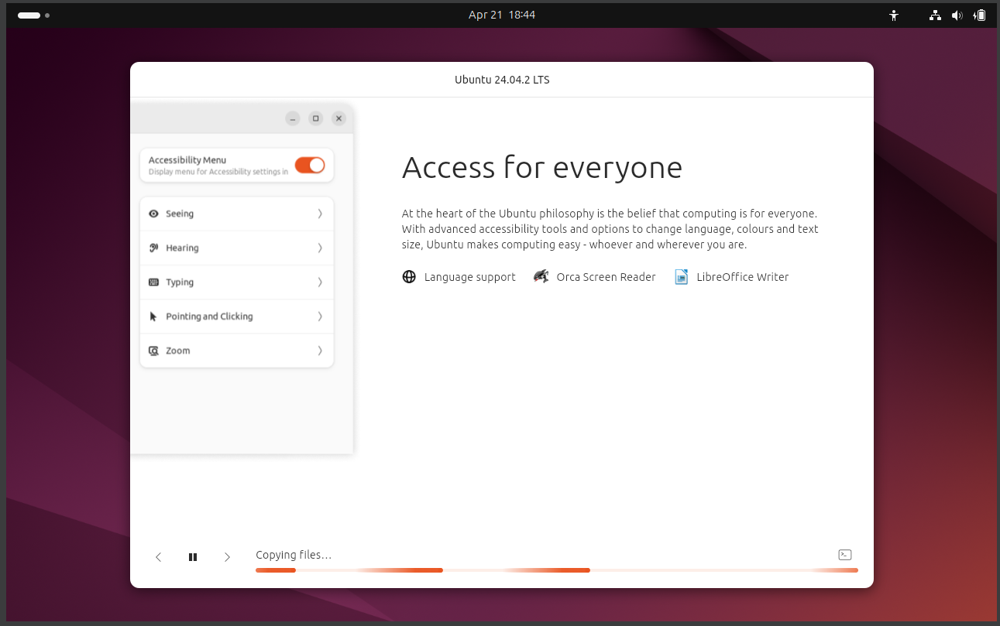 Apr 21 18:44
Ubuntu 24.04.2 LTS
Accessibility Menu
Display menu for Accessibility settings in
Seeing
Hearing
Typing
Pointing and Clicking
Zoom
Access for everyone
At the heart of the Ubuntu philosophy is the belief that computing is for everyone.
With advanced accessibility tools and options to change language, colours and text
size, Ubuntu makes computing easy - whoever and wherever you are.
Language support Orca Screen Reader LibreOffice Writer
Copying files…